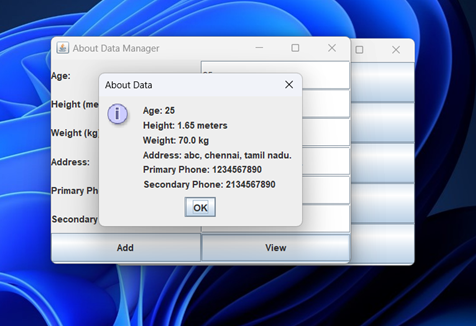 About Data Manager
Age:
About Data
Height (me
Age: 25
Height: 1.65 meters
Weight (kg
Weight: 70.0 kg
Address:
Address: abc, chennai, tamil nadu.
Primary Ph
Primary Phone: 1234567890
Secondary
Secondary Phone: 2134567890
OK
Add
View